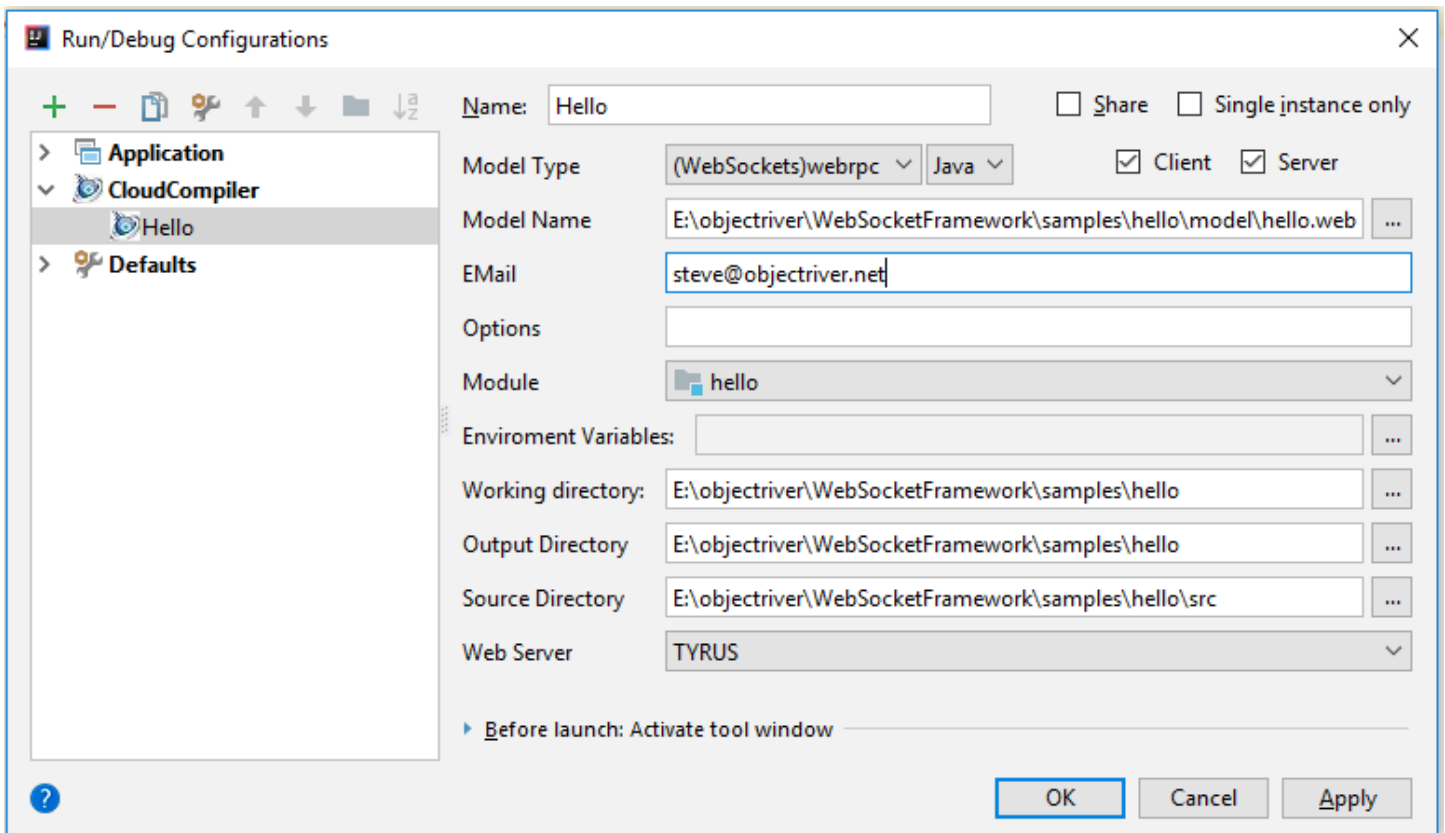 Run/Debug Configurations
Name: Hello Share Single instance only
Application
Model Type (WebSockets)webrpc Java Client Server
CloudCompiler
Model Name E:\objectriver\WebSocketFramework\samples\hello\model\hello.web ...
Hello
Defaults
EMail steve@objectriver.net
Options
Module hello
Enviroment Variables: ...
Working directory: E:\objectriver\WebSocketFramework\samples\hello ...
Output Directory E:\objectriver\WebSocketFramework\samples\hello ...
Source Directory E:\objectriver\WebSocketFramework\samples\hello\src ...
Web Server TYRUS
Before launch: Activate tool window
? OK Cancel Apply